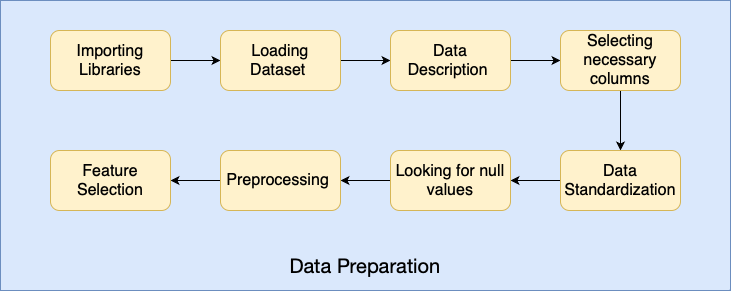 Importing
Libraries
Loading
Dataset
Data
Description
Selecting
necessary
columns
Feature
Selection
Preprocessing
Looking for null
values
Data
Standardization
Data Preparation